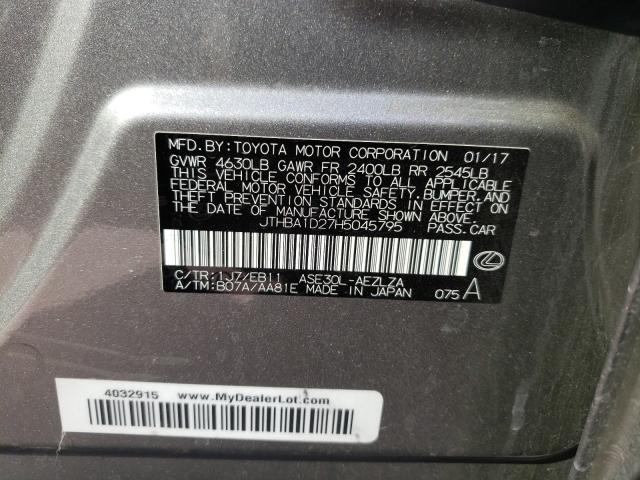 MFD.BY:TOYOTA MOTOR CORPORATION 01/17
GVWR 4630LB GAWR FR 2400LB RR 2545LB
THIS VEHICLE CONFORMS TO ALL APPLICABLE
FEDERAL MOTOR VEHICLE SAFETY,BUMPER,AND
THEFT PREVENTION STANDARDS IN EFFECT ON
THE DATE OF MANUFACTURE SHOWN ABOVE.
JTHBA1D27H5045795 PASS.CAR
C/TR:1J7/EB11 ASE30L-AEZLZA
A/TM:B07A/AA81E MADE IN JAPAN 075 A
4032915 www.MyDealerLot.com